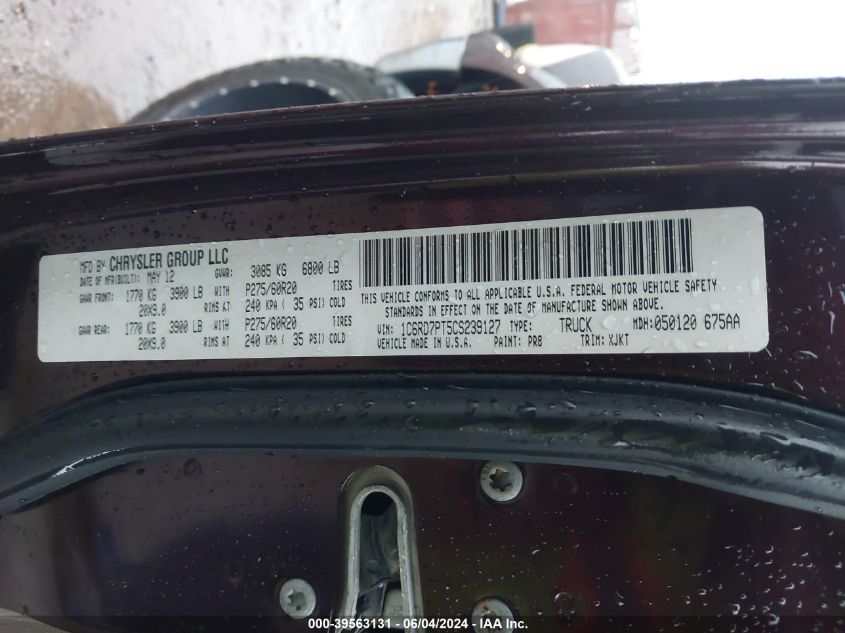 MFD BY CHRYSLER GROUP LLC
DATE OF MFR(BUILT): MAY 12 GVWR: 3085 KG 6800 LB
GAWR FRONT: 1770 KG 3900 LB P275/60R20 TIRES
20X9.0 RIMS AT 240 KPA ( 35 PSI) COLD
GAWR REAR: 1770 KG 3900 LB P275/60R20 TIRES
20X9.0 RIMS AT 240 KPA ( 35 PSI) COLD
THIS VEHICLE CONFORMS TO ALL APPLICABLE U.S.A. FEDERAL MOTOR VEHICLE SAFETY
STANDARDS IN EFFECT ON THE DATE OF MANUFACTURE SHOWN ABOVE.
VIN: 1C6RD7PT5CS239127 TYPE: TRUCK MDH:050120 675AA
VEHICLE MADE IN U.S.A. PAINT: PR8 TRIM: XJKT
000-39563131 - 06/04/2024 - IAA Inc.